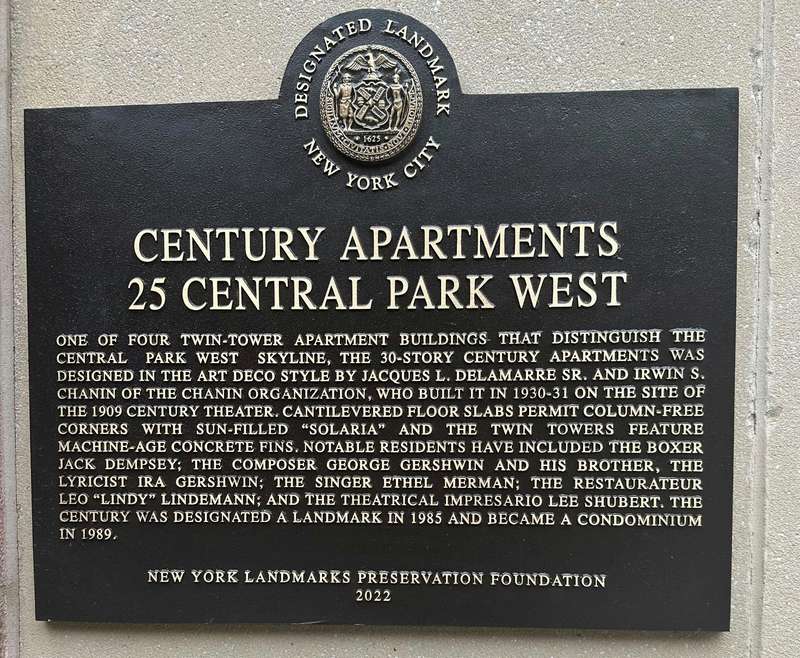 DESIGNATED LANDMARK
1625
NEW YORK CITY
CENTURY APARTMENTS
25 CENTRAL PARK WEST
ONE OF FOUR TWIN-TOWER APARTMENT BUILDINGS THAT DISTINGUISH THE
CENTRAL PARK WEST SKYLINE, THE 30-STORY CENTURY APARTMENTS WAS
DESIGNED IN THE ART DECO STYLE BY JACQUES L. DELAMARRE SR. AND IRWIN S.
CHANIN OF THE CHANIN ORGANIZATION, WHO BUILT IT IN 1930-31 ON THE SITE OF
THE 1909 CENTURY THEATER. CANTILEVERED FLOOR SLABS PERMIT COLUMN-FREE
CORNERS WITH SUN-FILLED “SOLARIA” AND THE TWIN TOWERS FEATURE
MACHINE-AGE CONCRETE FINS. NOTABLE RESIDENTS HAVE INCLUDED THE BOXER
JACK DEMPSEY; THE COMPOSER GEORGE GERSHWIN AND HIS BROTHER, THE
LYRICIST IRA GERSHWIN; THE SINGER ETHEL MERMAN; THE RESTAURATEUR
LEO “LINDY” LINDEMANN; AND THE THEATRICAL IMPRESARIO LEE SHUBERT. THE
CENTURY WAS DESIGNATED A LANDMARK IN 1985 AND BECAME A CONDOMINIUM
IN 1989.
NEW YORK LANDMARKS PRESERVATION FOUNDATION
2022